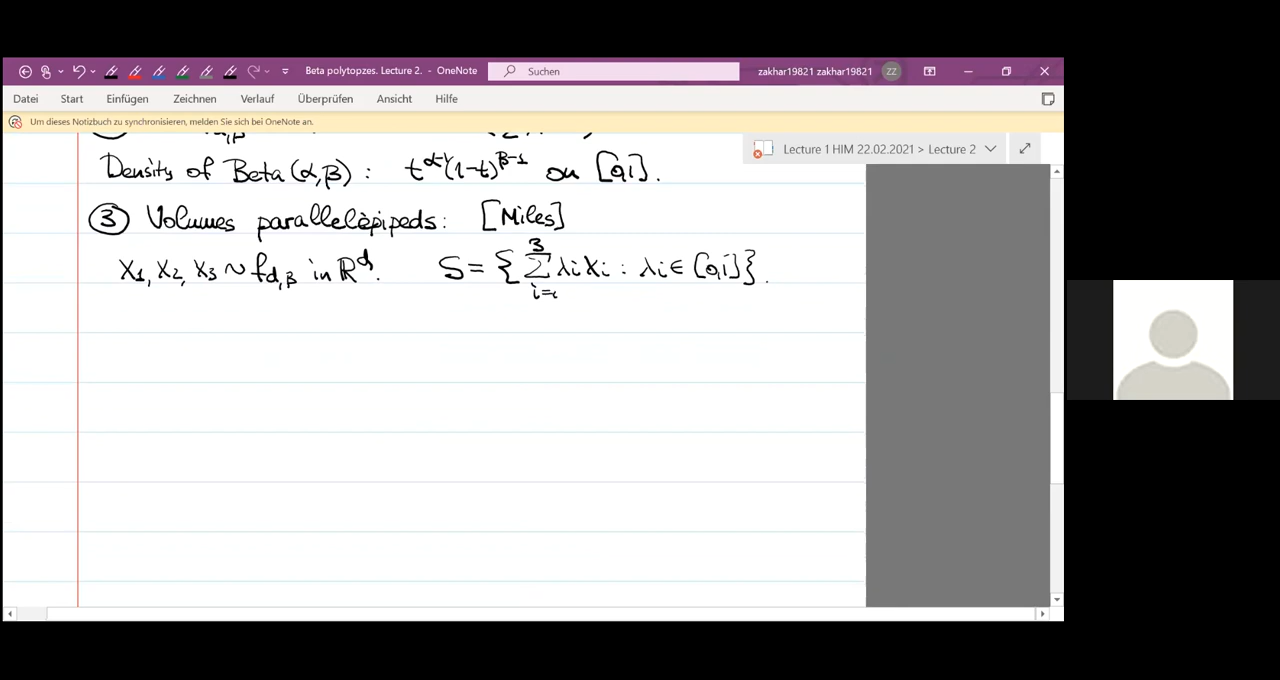 Beta polytopzes. Lecture 2. - OneNote
Suchen
zakhar19821 zakhar19821
ZZ
Datei Start Einfügen Zeichnen Verlauf Überprüfen Ansicht Hilfe
Um dieses Notizbuch zu synchronisieren, melden Sie sich bei OneNote an.
Lecture 1 HIM 22.02.2021 > Lecture 2
Density of Beta(α,β) : t^{α-1}(1-t)^{β-1} on [0,1].
③ Volumes parallelepipeds: [Miles]
X₁, X₂, X₃ ~ f_{d,β} in ℝ^d. S = { ∑_{i=1}^{3} λi Xi : λi ∈ [0,1] }.